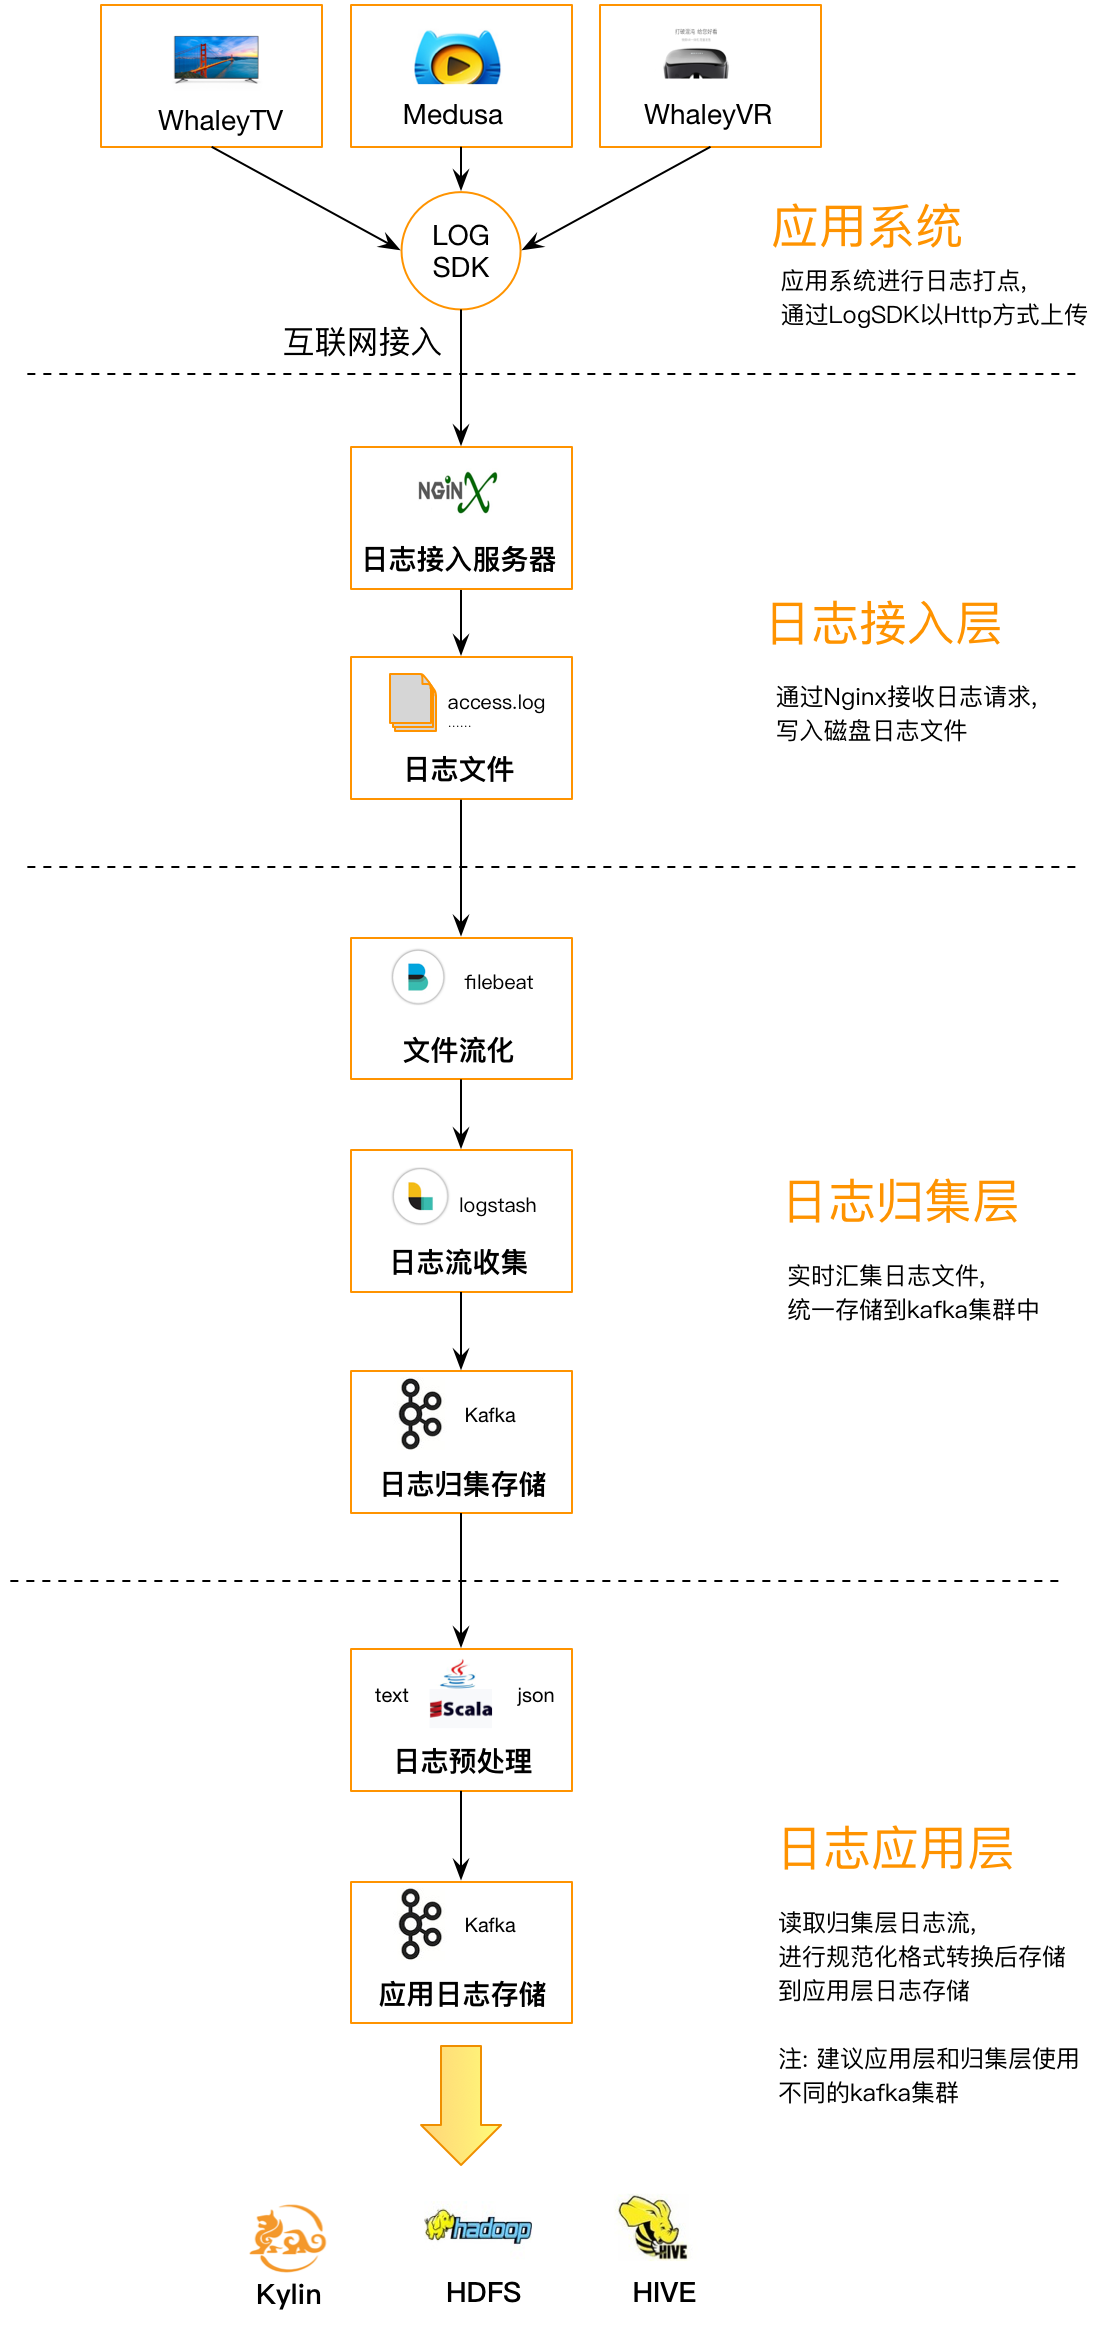 打破混沌 给您好看
WhaleyTV
Medusa
WhaleyVR
LOG
SDK
应用系统
应用系统进行日志打点,
通过LogSDK以Http方式上传
互联网接入
NGiNX
日志接入服务器
日志接入层
通过Nginx接收日志请求,
写入磁盘日志文件
access.log
......
日志文件
filebeat
文件流化
logstash
日志流收集
日志归集层
实时汇集日志文件,
统一存储到kafka集群中
Kafka
日志归集存储
text
Scala
json
日志预处理
日志应用层
读取归集层日志流,
进行规范化格式转换后存储
到应用层日志存储
Kafka
应用日志存储
注: 建议应用层和归集层使用
不同的kafka集群
hadoop
HIVE
Kylin
HDFS
HIVE